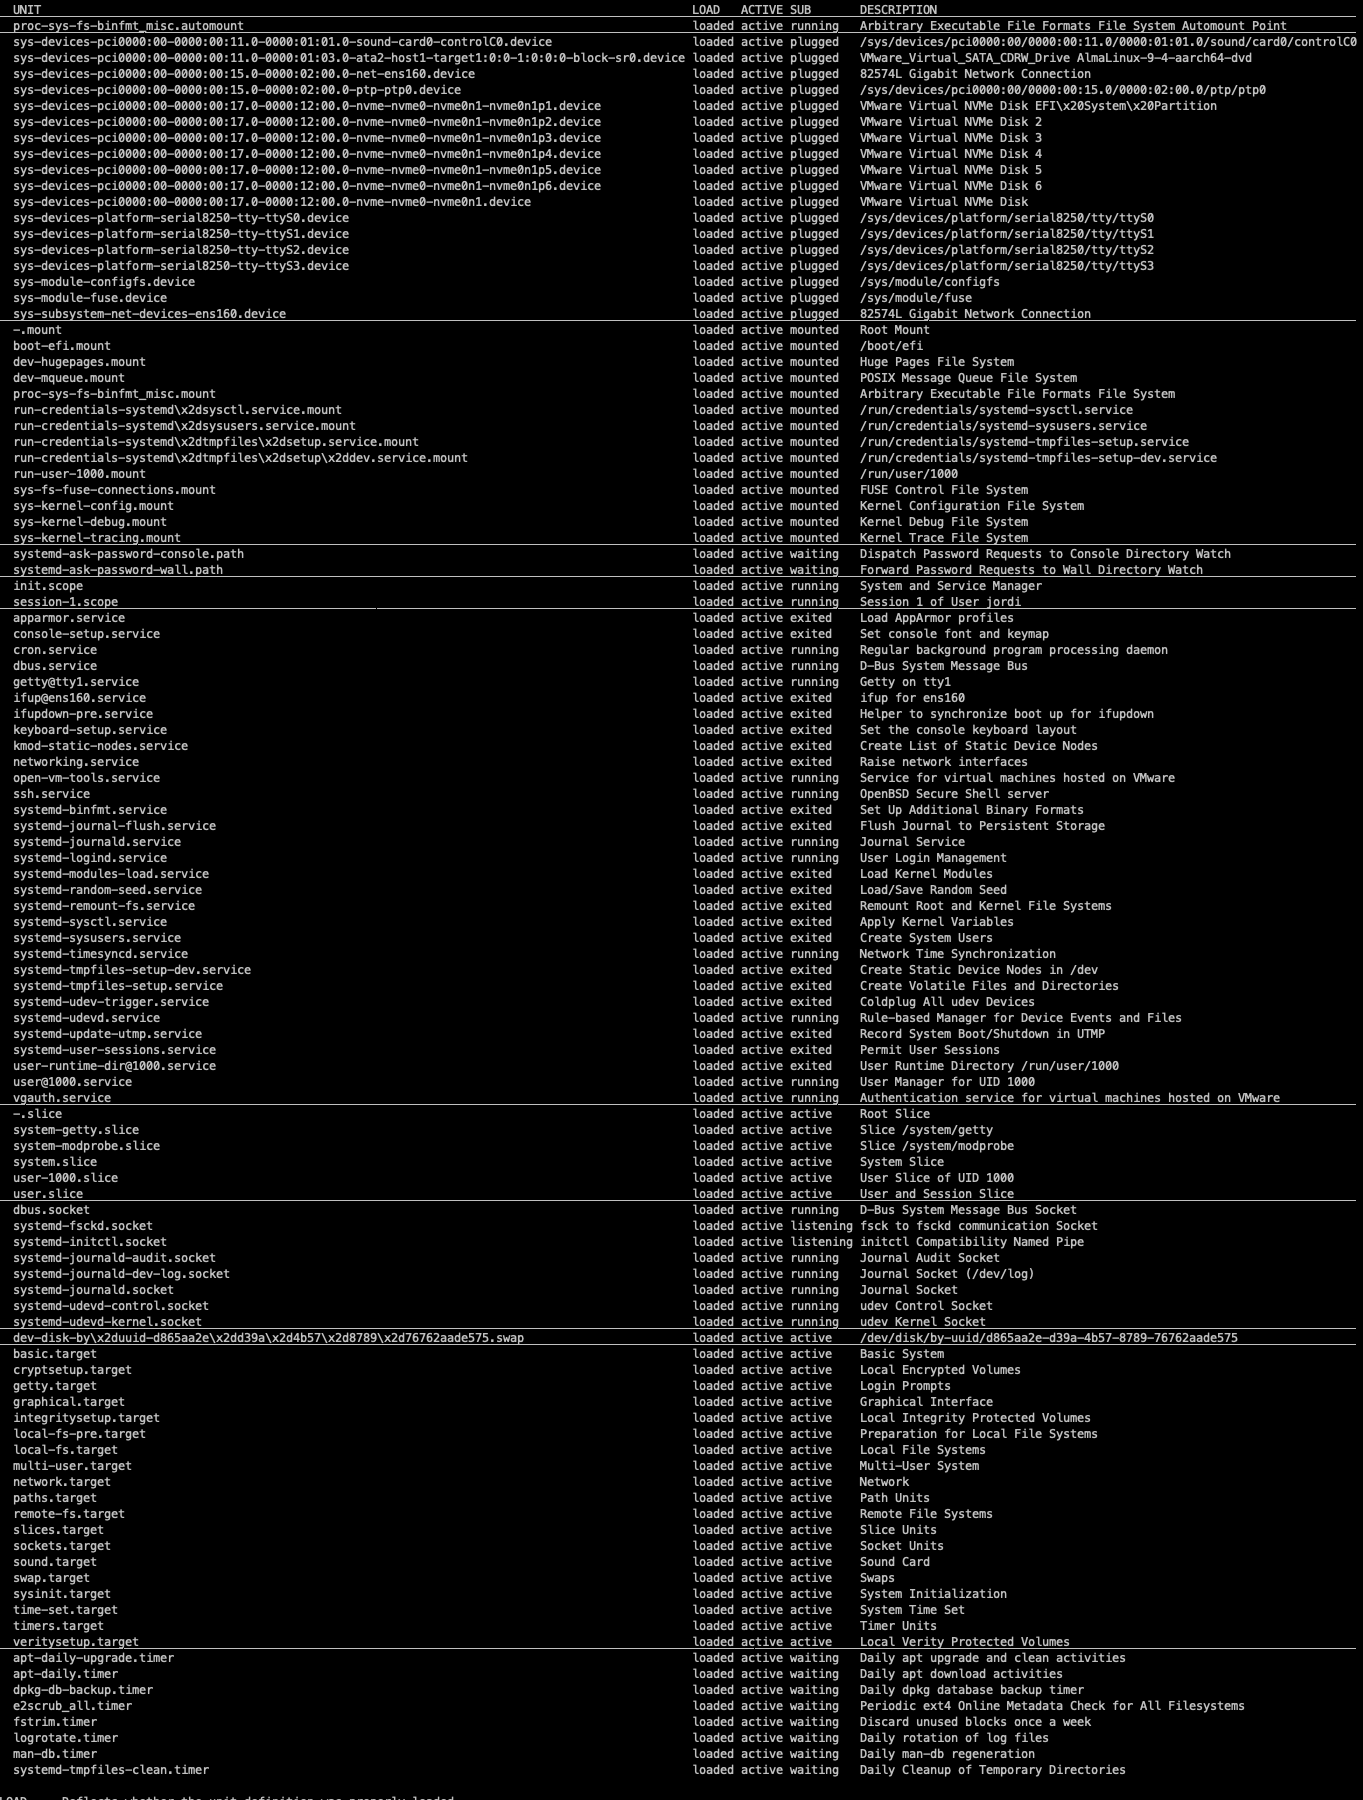 UNIT LOAD ACTIVE SUB DESCRIPTION
proc-sys-fs-binfmt_misc.automount loaded active running Arbitrary Executable File Formats File System Automount Point
sys-devices-pci0000:00-0000:00:11.0-0000:01:01.0-sound-card0-controlC0.device loaded active plugged /sys/devices/pci0000:00/0000:00:11.0/0000:01:01.0/sound/card0/controlC0
sys-devices-pci0000:00-0000:00:11.0-0000:01:03.0-ata2-host1-target1:0:0-1:0:0:0-block-sr0.device loaded active plugged VMware_Virtual_SATA_CDRW_Drive AlmaLinux-9-4-aarch64-dvd
sys-devices-pci0000:00-0000:00:15.0-0000:02:00.0-net-ens160.device loaded active plugged 82574L Gigabit Network Connection
sys-devices-pci0000:00-0000:00:15.0-0000:02:00.0-ptp-ptp0.device loaded active plugged /sys/devices/pci0000:00/0000:00:15.0/0000:02:00.0/ptp/ptp0
sys-devices-pci0000:00-0000:00:17.0-0000:12:00.0-nvme-nvme0-nvme0n1-nvme0n1p1.device loaded active plugged VMware Virtual NVMe Disk EFI\x20System\x20Partition
sys-devices-pci0000:00-0000:00:17.0-0000:12:00.0-nvme-nvme0-nvme0n1-nvme0n1p2.device loaded active plugged VMware Virtual NVMe Disk 2
sys-devices-pci0000:00-0000:00:17.0-0000:12:00.0-nvme-nvme0-nvme0n1-nvme0n1p3.device loaded active plugged VMware Virtual NVMe Disk 3
sys-devices-pci0000:00-0000:00:17.0-0000:12:00.0-nvme-nvme0-nvme0n1-nvme0n1p4.device loaded active plugged VMware Virtual NVMe Disk 4
sys-devices-pci0000:00-0000:00:17.0-0000:12:00.0-nvme-nvme0-nvme0n1-nvme0n1p5.device loaded active plugged VMware Virtual NVMe Disk 5
sys-devices-pci0000:00-0000:00:17.0-0000:12:00.0-nvme-nvme0-nvme0n1-nvme0n1p6.device loaded active plugged VMware Virtual NVMe Disk 6
sys-devices-pci0000:00-0000:00:17.0-0000:12:00.0-nvme-nvme0-nvme0n1.device loaded active plugged VMware Virtual NVMe Disk
sys-devices-platform-serial8250-tty-ttyS0.device loaded active plugged /sys/devices/platform/serial8250/tty/ttyS0
sys-devices-platform-serial8250-tty-ttyS1.device loaded active plugged /sys/devices/platform/serial8250/tty/ttyS1
sys-devices-platform-serial8250-tty-ttyS2.device loaded active plugged /sys/devices/platform/serial8250/tty/ttyS2
sys-devices-platform-serial8250-tty-ttyS3.device loaded active plugged /sys/devices/platform/serial8250/tty/ttyS3
sys-module-configfs.device loaded active plugged /sys/module/configfs
sys-module-fuse.device loaded active plugged /sys/module/fuse
sys-subsystem-net-devices-ens160.device loaded active plugged 82574L Gigabit Network Connection
-.mount loaded active mounted Root Mount
boot-efi.mount loaded active mounted /boot/efi
dev-hugepages.mount loaded active mounted Huge Pages File System
dev-mqueue.mount loaded active mounted POSIX Message Queue File System
proc-sys-fs-binfmt_misc.mount loaded active mounted Arbitrary Executable File Formats File System
run-credentials-systemd\x2dsysctl.service.mount loaded active mounted /run/credentials/systemd-sysctl.service
run-credentials-systemd\x2dsysusers.service.mount loaded active mounted /run/credentials/systemd-sysusers.service
run-credentials-systemd\x2dtmpfiles\x2dsetup.service.mount loaded active mounted /run/credentials/systemd-tmpfiles-setup.service
run-credentials-systemd\x2dtmpfiles\x2dsetup\x2ddev.service.mount loaded active mounted /run/credentials/systemd-tmpfiles-setup-dev.service
run-user-1000.mount loaded active mounted /run/user/1000
sys-fs-fuse-connections.mount loaded active mounted FUSE Control File System
sys-kernel-config.mount loaded active mounted Kernel Configuration File System
sys-kernel-debug.mount loaded active mounted Kernel Debug File System
sys-kernel-tracing.mount loaded active mounted Kernel Trace File System
systemd-ask-password-console.path loaded active waiting Dispatch Password Requests to Console Directory Watch
systemd-ask-password-wall.path loaded active waiting Forward Password Requests to Wall Directory Watch
init.scope loaded active running System and Service Manager
session-1.scope loaded active running Session 1 of User jordi
apparmor.service loaded active exited Load AppArmor profiles
console-setup.service loaded active exited Set console font and keymap
cron.service loaded active running Regular background program processing daemon
dbus.service loaded active running D-Bus System Message Bus
getty@tty1.service loaded active running Getty on tty1
ifup@ens160.service loaded active exited ifup for ens160
ifupdown-pre.service loaded active exited Helper to synchronize boot up for ifupdown
keyboard-setup.service loaded active exited Set the console keyboard layout
kmod-static-nodes.service loaded active exited Create List of Static Device Nodes
networking.service loaded active exited Raise network interfaces
open-vm-tools.service loaded active running Service for virtual machines hosted on VMware
ssh.service loaded active running OpenBSD Secure Shell server
systemd-binfmt.service loaded active exited Set Up Additional Binary Formats
systemd-journal-flush.service loaded active exited Flush Journal to Persistent Storage
systemd-journald.service loaded active running Journal Service
systemd-logind.service loaded active running User Login Management
systemd-modules-load.service loaded active exited Load Kernel Modules
systemd-random-seed.service loaded active exited Load/Save Random Seed
systemd-remount-fs.service loaded active exited Remount Root and Kernel File Systems
systemd-sysctl.service loaded active exited Apply Kernel Variables
systemd-sysusers.service loaded active exited Create System Users
systemd-timesyncd.service loaded active running Network Time Synchronization
systemd-tmpfiles-setup-dev.service loaded active exited Create Static Device Nodes in /dev
systemd-tmpfiles-setup.service loaded active exited Create Volatile Files and Directories
systemd-udev-trigger.service loaded active exited Coldplug All udev Devices
systemd-udevd.service loaded active running Rule-based Manager for Device Events and Files
systemd-update-utmp.service loaded active exited Record System Boot/Shutdown in UTMP
systemd-user-sessions.service loaded active exited Permit User Sessions
user-runtime-dir@1000.service loaded active exited User Runtime Directory /run/user/1000
user@1000.service loaded active running User Manager for UID 1000
vgauth.service loaded active running Authentication service for virtual machines hosted on VMware
-.slice loaded active active Root Slice
system-getty.slice loaded active active Slice /system/getty
system-modprobe.slice loaded active active Slice /system/modprobe
system.slice loaded active active System Slice
user-1000.slice loaded active active User Slice of UID 1000
user.slice loaded active active User and Session Slice
dbus.socket loaded active running D-Bus System Message Bus Socket
systemd-fsckd.socket loaded active listening fsck to fsckd communication Socket
systemd-initctl.socket loaded active listening initctl Compatibility Named Pipe
systemd-journald-audit.socket loaded active running Journal Audit Socket
systemd-journald-dev-log.socket loaded active running Journal Socket (/dev/log)
systemd-journald.socket loaded active running Journal Socket
systemd-udevd-control.socket loaded active running udev Control Socket
systemd-udevd-kernel.socket loaded active running udev Kernel Socket
dev-disk-by\x2duuid-d865aa2e\x2dd39a\x2d4b57\x2d8789\x2d76762aade575.swap loaded active active /dev/disk/by-uuid/d865aa2e-d39a-4b57-8789-76762aade575
basic.target loaded active active Basic System
cryptsetup.target loaded active active Local Encrypted Volumes
getty.target loaded active active Login Prompts
graphical.target loaded active active Graphical Interface
integritysetup.target loaded active active Local Integrity Protected Volumes
local-fs-pre.target loaded active active Preparation for Local File Systems
local-fs.target loaded active active Local File Systems
multi-user.target loaded active active Multi-User System
network.target loaded active active Network
paths.target loaded active active Path Units
remote-fs.target loaded active active Remote File Systems
slices.target loaded active active Slice Units
sockets.target loaded active active Socket Units
sound.target loaded active active Sound Card
swap.target loaded active active Swaps
sysinit.target loaded active active System Initialization
time-set.target loaded active active System Time Set
timers.target loaded active active Timer Units
veritysetup.target loaded active active Local Verity Protected Volumes
apt-daily-upgrade.timer loaded active waiting Daily apt upgrade and clean activities
apt-daily.timer loaded active waiting Daily apt download activities
dpkg-db-backup.timer loaded active waiting Daily dpkg database backup timer
e2scrub_all.timer loaded active waiting Periodic ext4 Online Metadata Check for All Filesystems
fstrim.timer loaded active waiting Discard unused blocks once a week
logrotate.timer loaded active waiting Daily rotation of log files
man-db.timer loaded active waiting Daily man-db regeneration
systemd-tmpfiles-clean.timer loaded active waiting Daily Cleanup of Temporary Directories